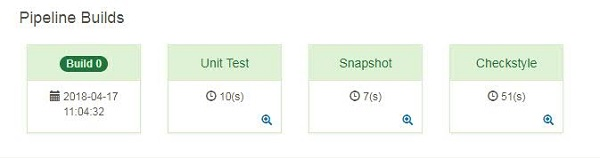 Pipeline Builds
Build 0
2018-04-17
11:04:32
Unit Test
10(s)
Snapshot
7(s)
Checkstyle
51(s)